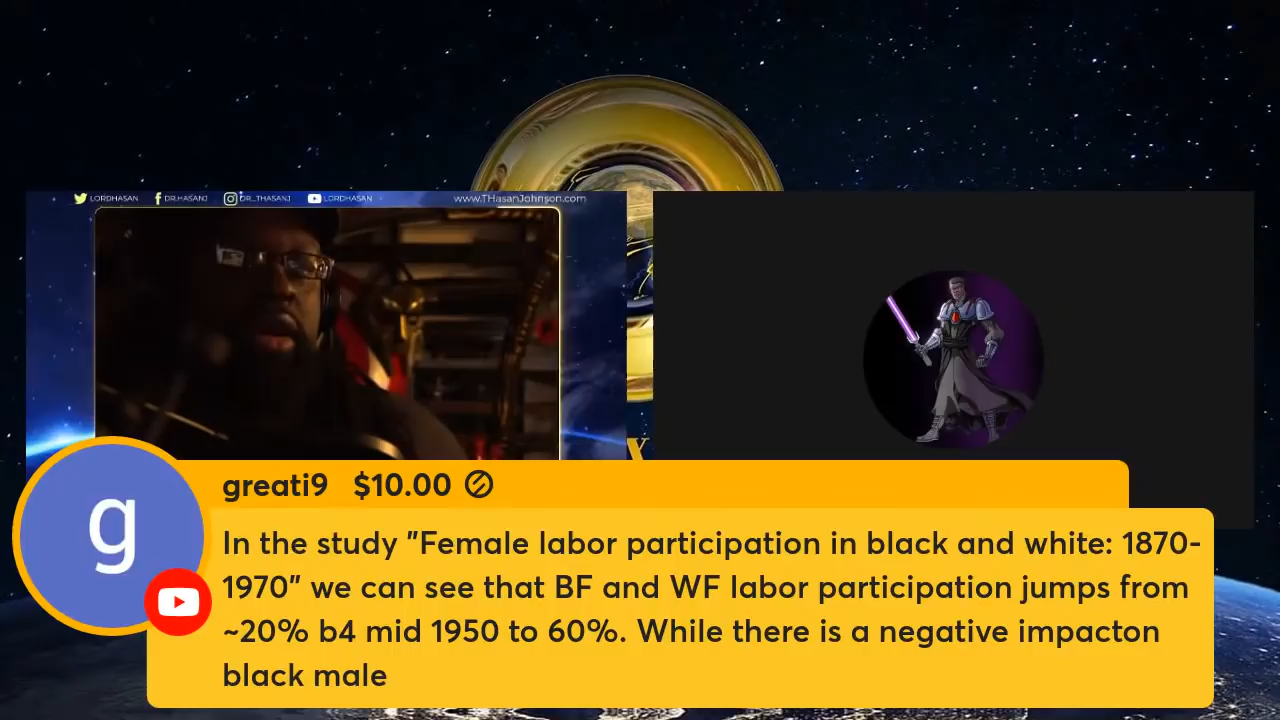 LORDHASAN DR.HASANJ DR_THASANJ LORDHASAN www.THasanJohnson.com
g
greati9 $10.00
In the study "Female labor participation in black and white: 1870-
1970" we can see that BF and WF labor participation jumps from
~20% b4 mid 1950 to 60%. While there is a negative impacton
black male